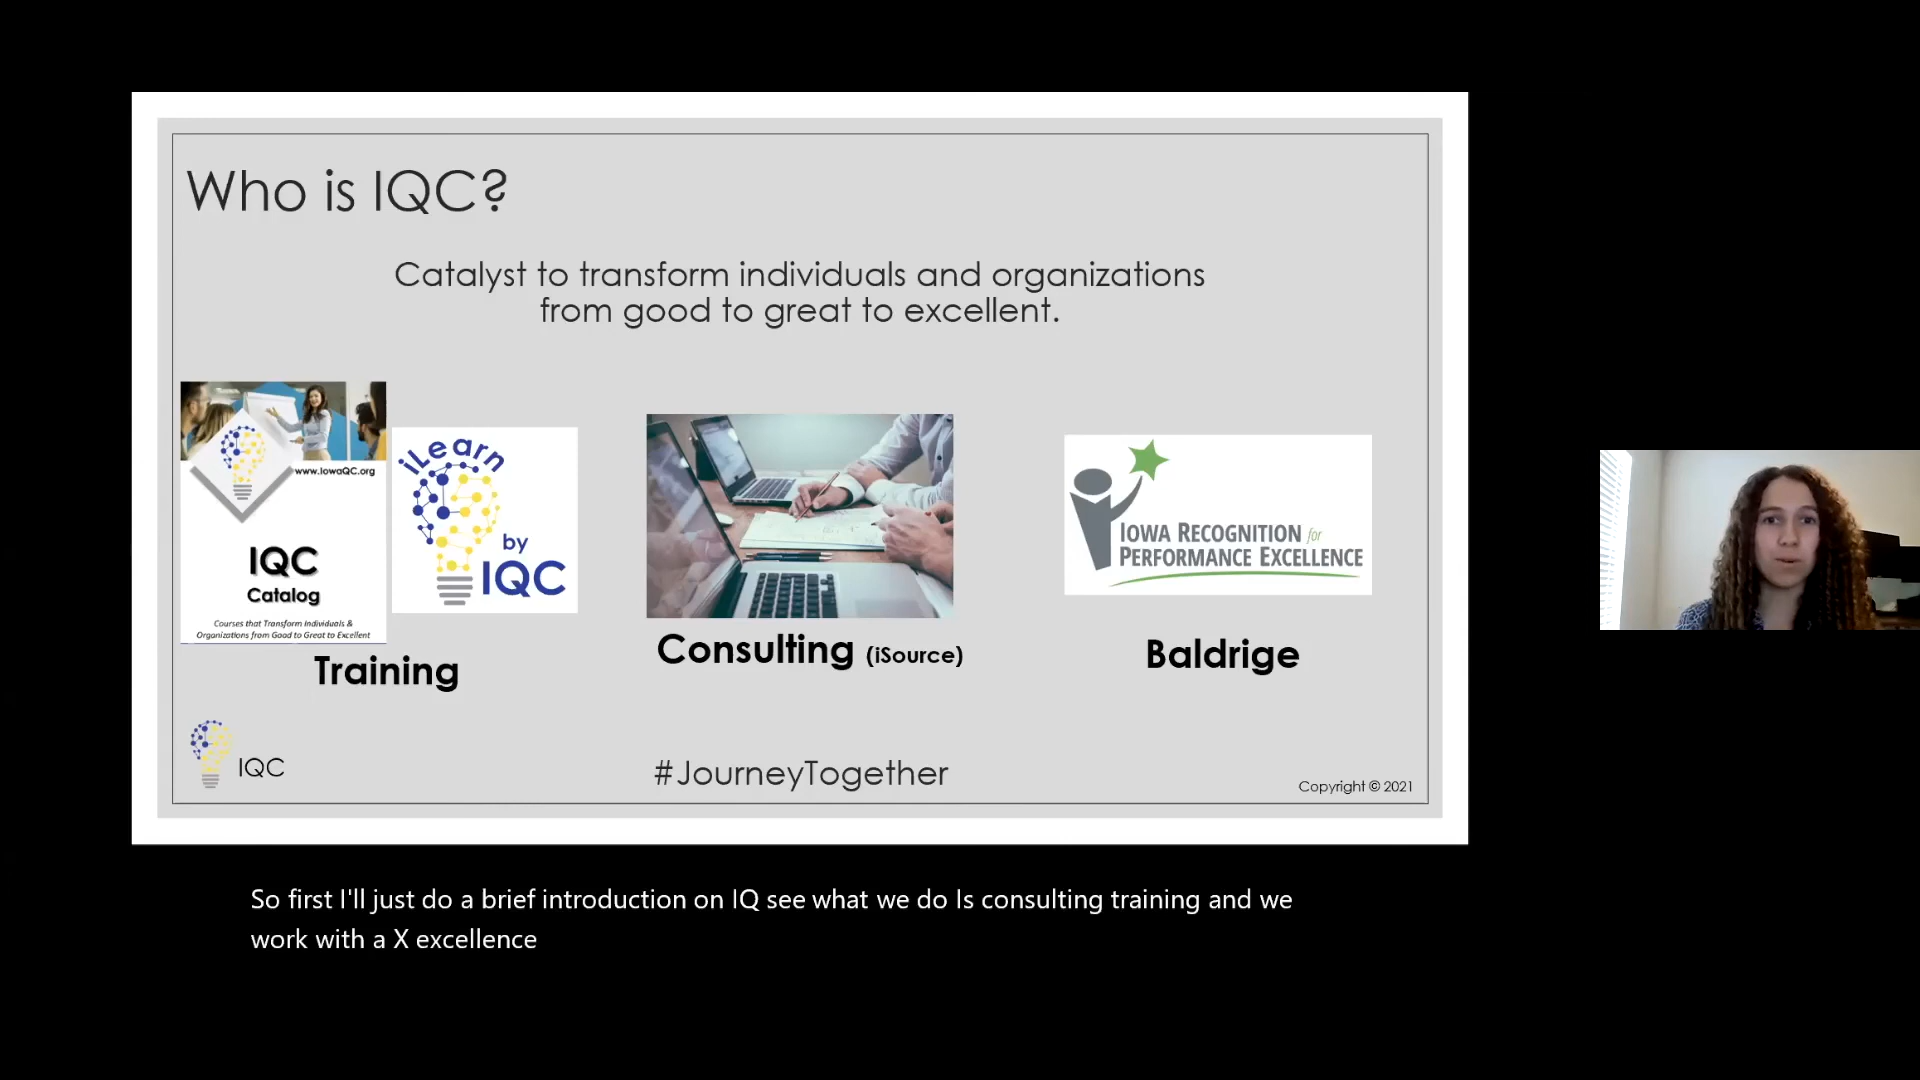 Who is IQC?
Catalyst to transform individuals and organizations
from good to great to excellent.
www.IowaQC.org
IQC
Catalog
Courses that Transform Individuals &
Organizations from Good to Great to Excellent
iLearn
by
IQC
Training
Consulting (iSource)
IOWA RECOGNITION for
PERFORMANCE EXCELLENCE
Baldrige
IQC
#JourneyTogether
Copyright © 2021
So first I'll just do a brief introduction on IQ see what we do Is consulting training and we
work with a X excellence